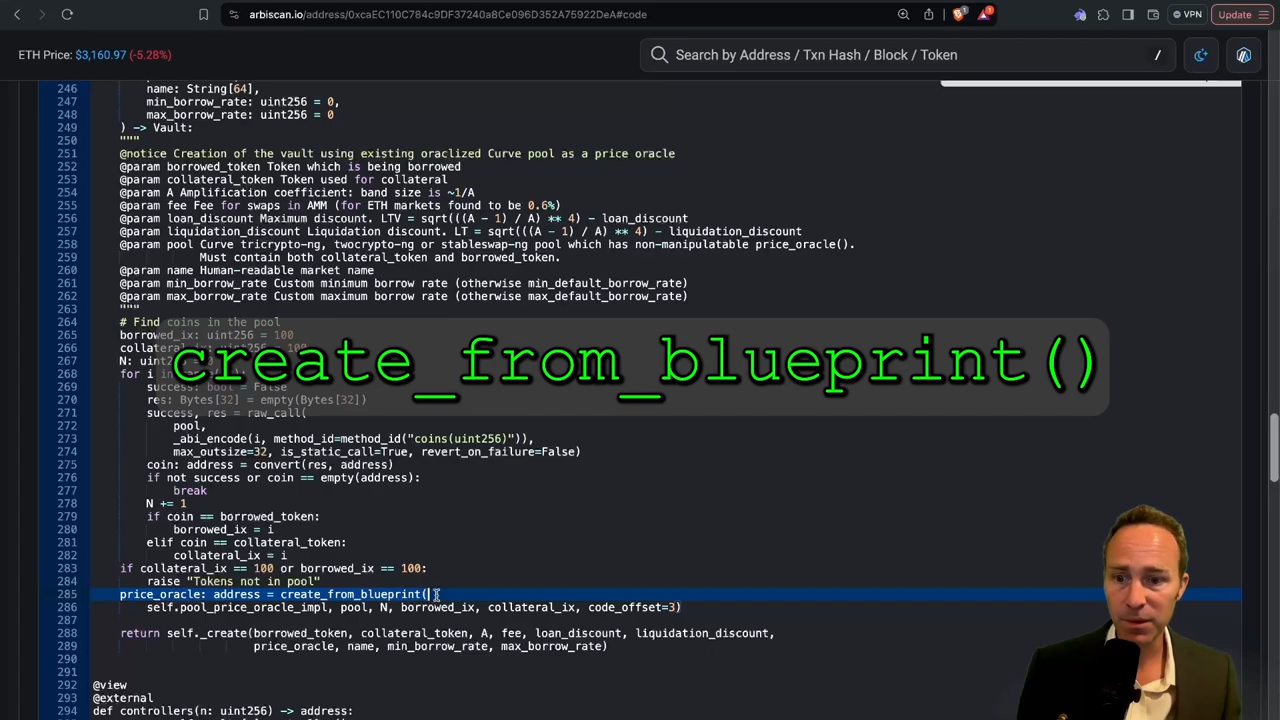 arbiscan.io/address/0xcaEC110C784c9DF37240a8Ce096D352A75922DeA#code
VPN
Update
ETH Price: $3,160.97 (-5.28%)
Search by Address / Txn Hash / Block / Token
/
246 name: String[64],
247 min_borrow_rate: uint256 = 0,
248 max_borrow_rate: uint256 = 0
249 ) -> Vault:
250 """
251 @notice Creation of the vault using existing oraclized Curve pool as a price oracle
252 @param borrowed_token Token which is being borrowed
253 @param collateral_token Token used for collateral
254 @param A Amplification coefficient: band size is ~1/A
255 @param fee Fee for swaps in AMM (for ETH markets found to be 0.6%)
256 @param loan_discount Maximum discount. LTV = sqrt(((A - 1) / A) ** 4) - loan_discount
257 @param liquidation_discount Liquidation discount. LT = sqrt(((A - 1) / A) ** 4) - liquidation_discount
258 @param pool Curve tricrypto-ng, twocrypto-ng or stableswap-ng pool which has non-manipulatable price_oracle().
259 Must contain both collateral_token and borrowed_token.
260 @param name Human-readable market name
261 @param min_borrow_rate Custom minimum borrow rate (otherwise min_default_borrow_rate)
262 @param max_borrow_rate Custom maximum borrow rate (otherwise max_default_borrow_rate)
263 """
264 # Find coins in the pool
265 borrowed_ix: uint256 = 100
266 collateral_ix: uint256 = 100
267 N: uint256
268 for i in
create_from_blueprint()
269 success: bool = False
270 res: Bytes[32] = empty(Bytes[32])
271 success, res = raw_call(
272 pool,
273 _abi_encode(i, method_id=method_id("coins(uint256)")),
274 max_outsize=32, is_static_call=True, revert_on_failure=False)
275 coin: address = convert(res, address)
276 if not success or coin == empty(address):
277 break
278 N += 1
279 if coin == borrowed_token:
280 borrowed_ix = i
281 elif coin == collateral_token:
282 collateral_ix = i
283 if collateral_ix == 100 or borrowed_ix == 100:
284 raise "Tokens not in pool"
285 price_oracle: address = create_from_blueprint(
286 self.pool_price_oracle_impl, pool, N, borrowed_ix, collateral_ix, code_offset=3)
287
288 return self._create(borrowed_token, collateral_token, A, fee, loan_discount, liquidation_discount,
289 price_oracle, name, min_borrow_rate, max_borrow_rate)
290
291
292 @view
293 @external
294 def controllers(n: uint256) -> address: